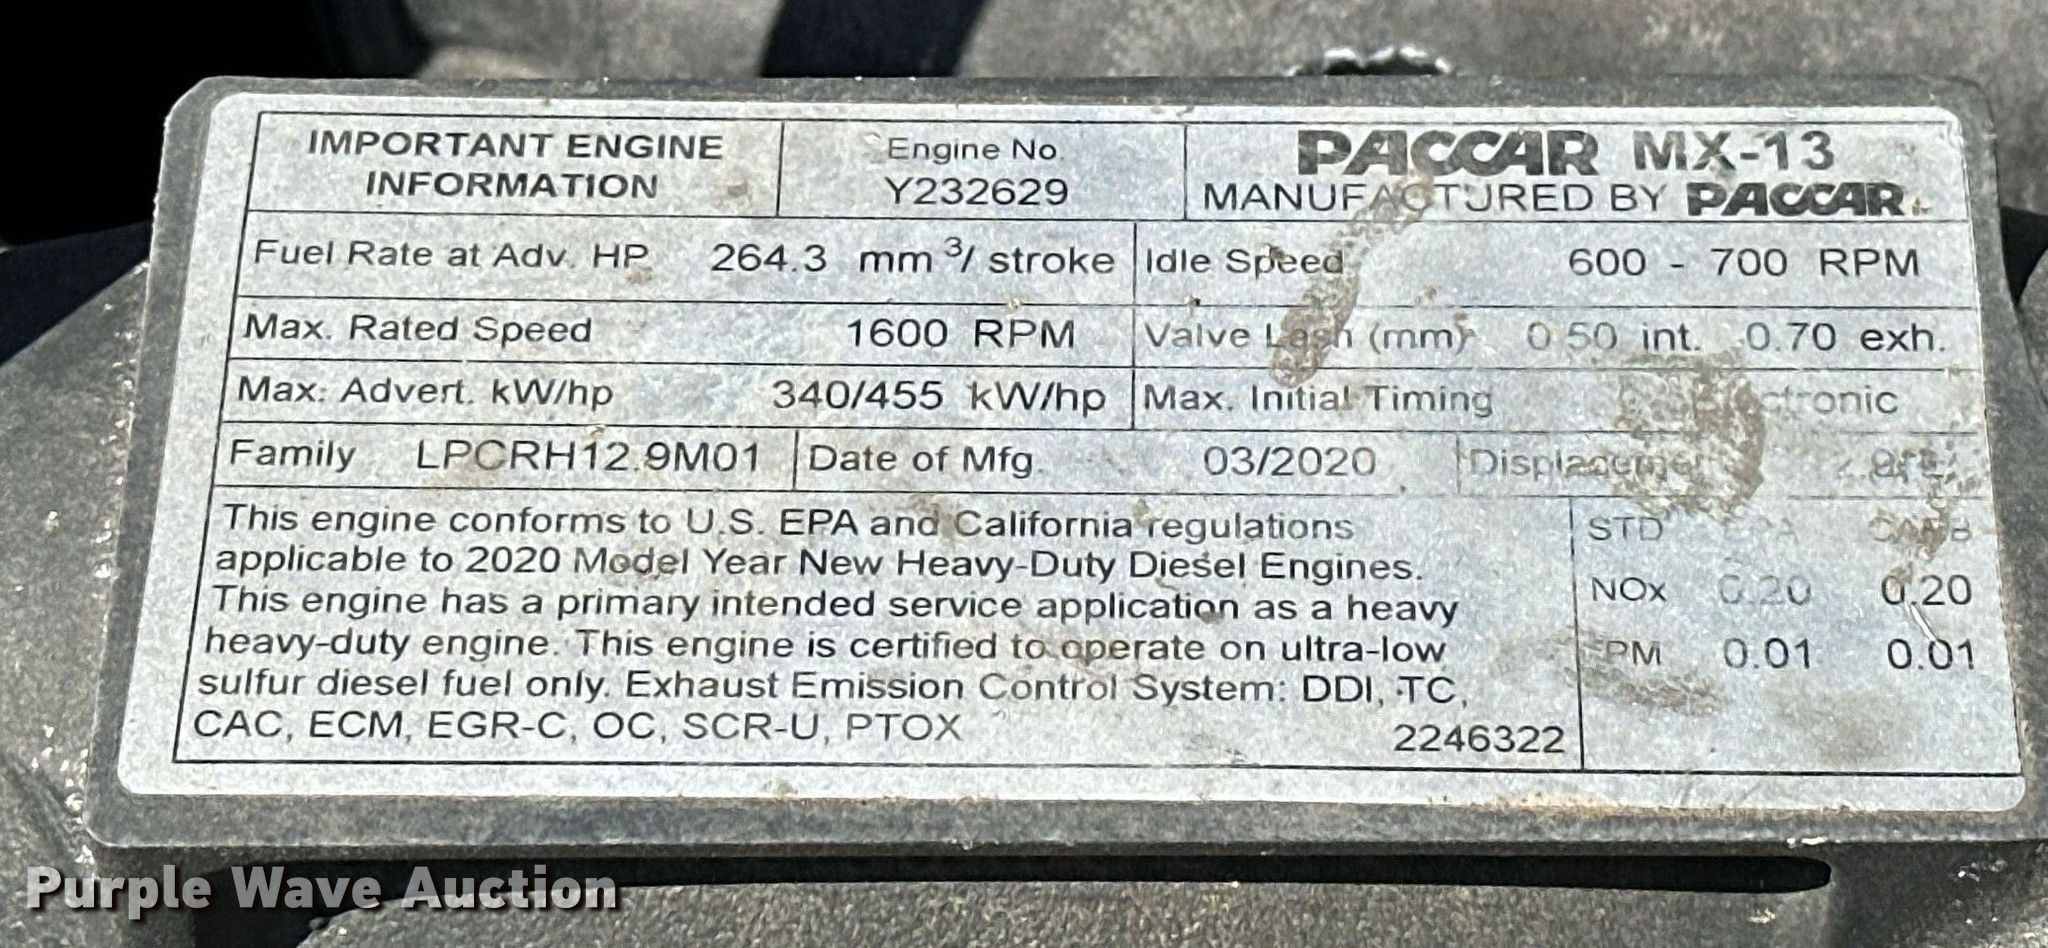 IMPORTANT ENGINE
INFORMATION
Engine No.
Y232629
PACCAR MX-13
MANUFACTURED BY PACCAR
Fuel Rate at Adv. HP 264.3 mm³/ stroke
Idle Speed 600 - 700 RPM
Max. Rated Speed 1600 RPM
Valve Lash (mm) 0.50 int. 0.70 exh.
Max. Advert. kW/hp 340/455 kW/hp
Max. Initial Timing
Family LPCRH12.9M01
Date of Mfg. 03/2020
Displacement
This engine conforms to U.S. EPA and California regulations
applicable to 2020 Model Year New Heavy-Duty Diesel Engines.
This engine has a primary intended service application as a heavy
heavy-duty engine. This engine is certified to operate on ultra-low
sulfur diesel fuel only. Exhaust Emission Control System: DDI, TC,
CAC, ECM, EGR-C, OC, SCR-U, PTOX
2246322
STD EPA CARB
NOx 0.20 0.20
PM 0.01 0.01
Purple Wave Auction